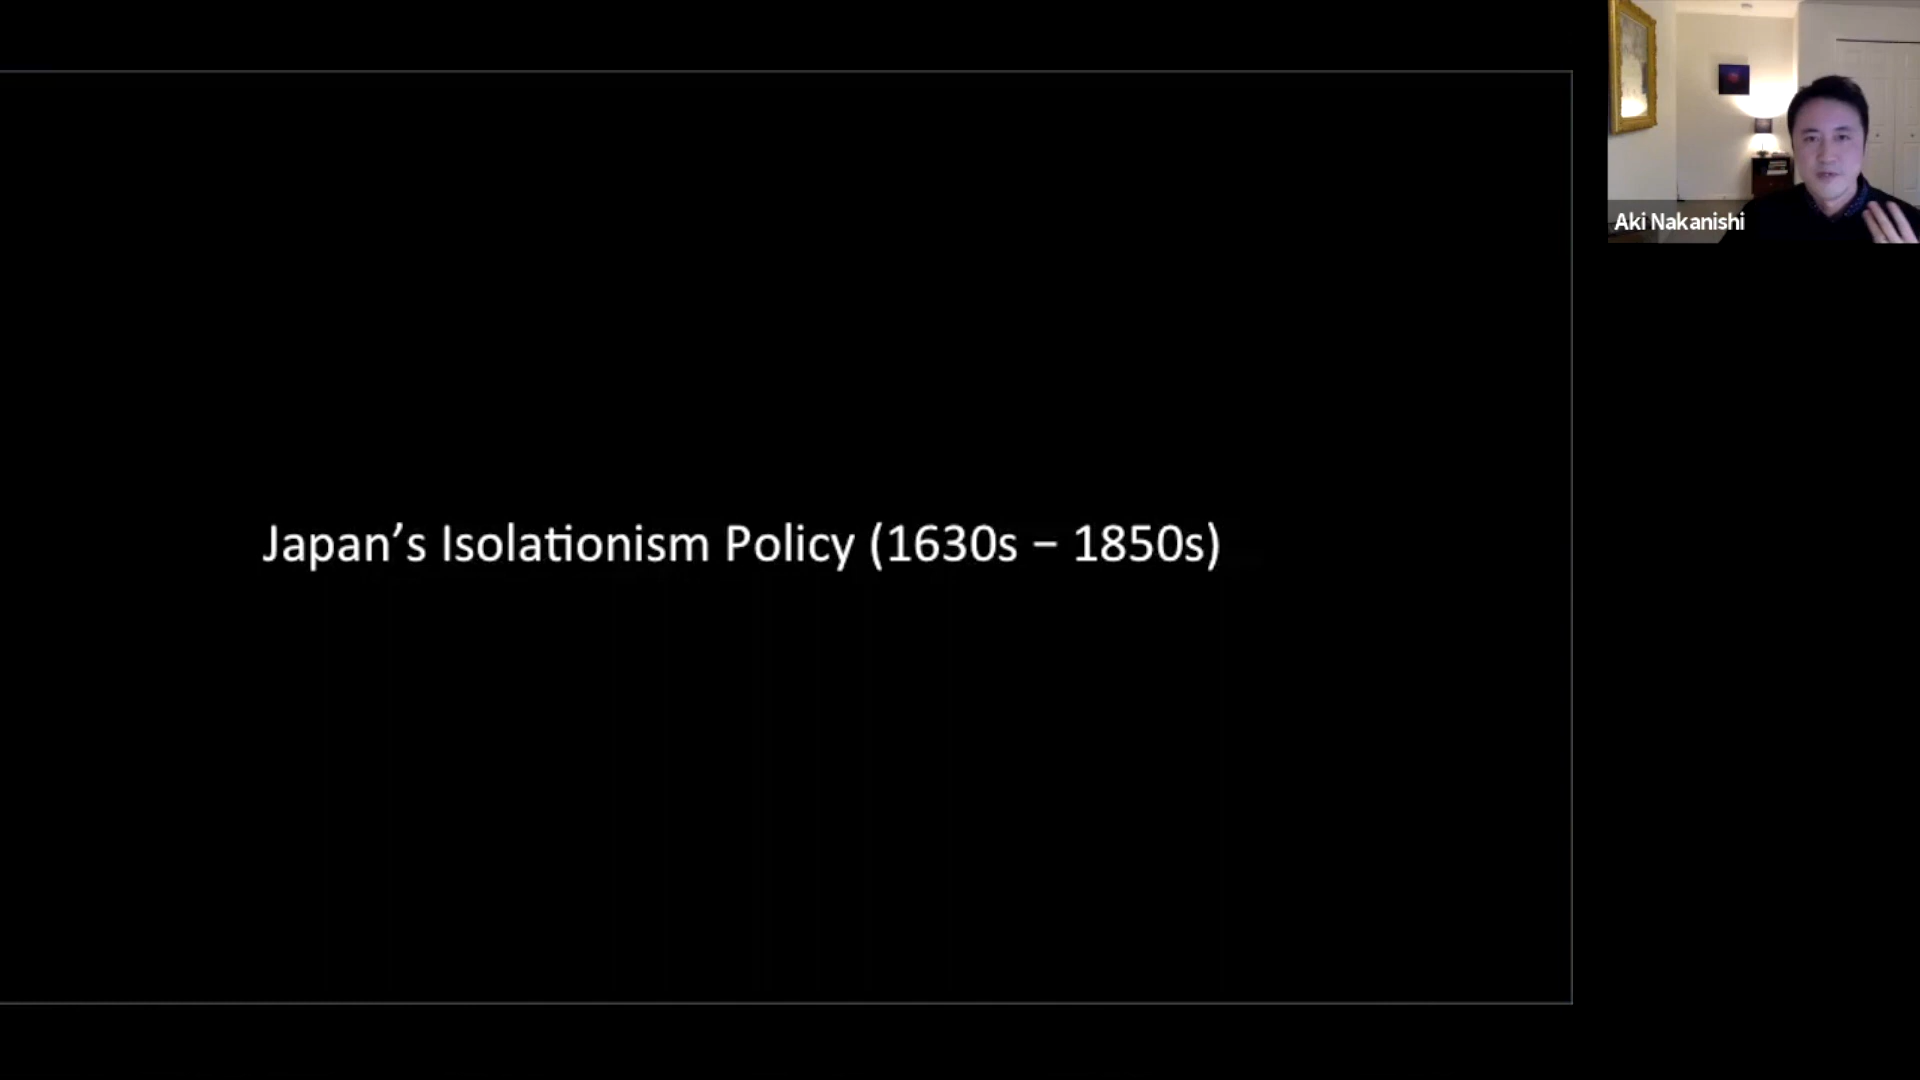 Japan’s Isolationism Policy (1630s – 1850s)
Aki Nakanishi